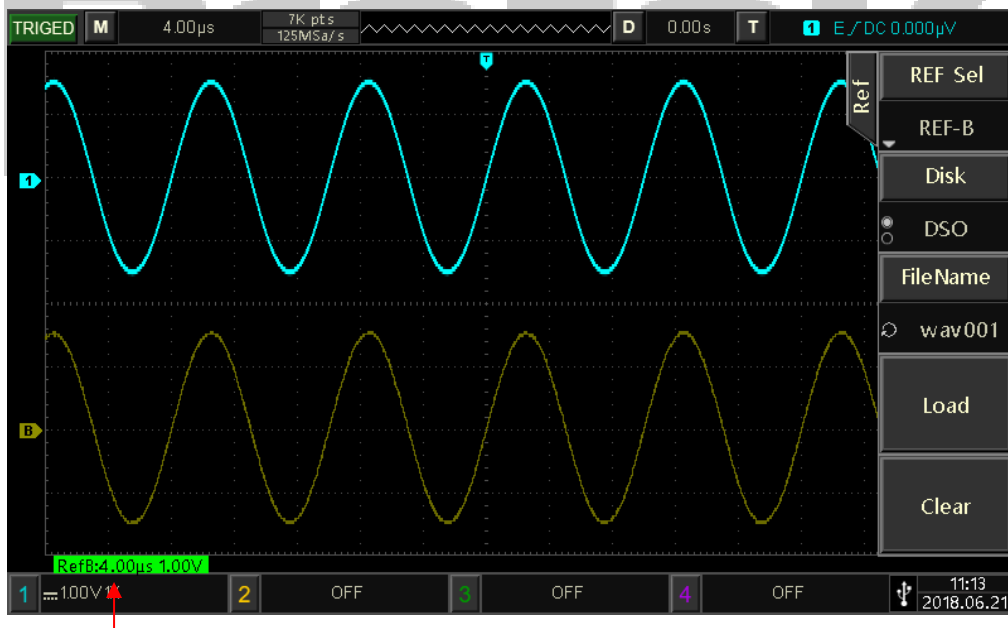 TRIGED M 4.00μs 7K pts 125MSa/s D 0.00s T 1 E DC 0.000μV
T
Ref
REF Sel
REF-B
1
Disk
DSO
FileName
wav001
Load
B
Clear
RefB:4.00μs 1.00V
1 1.00V 1X 2 OFF 3 OFF 4 OFF 11:13
2018.06.21